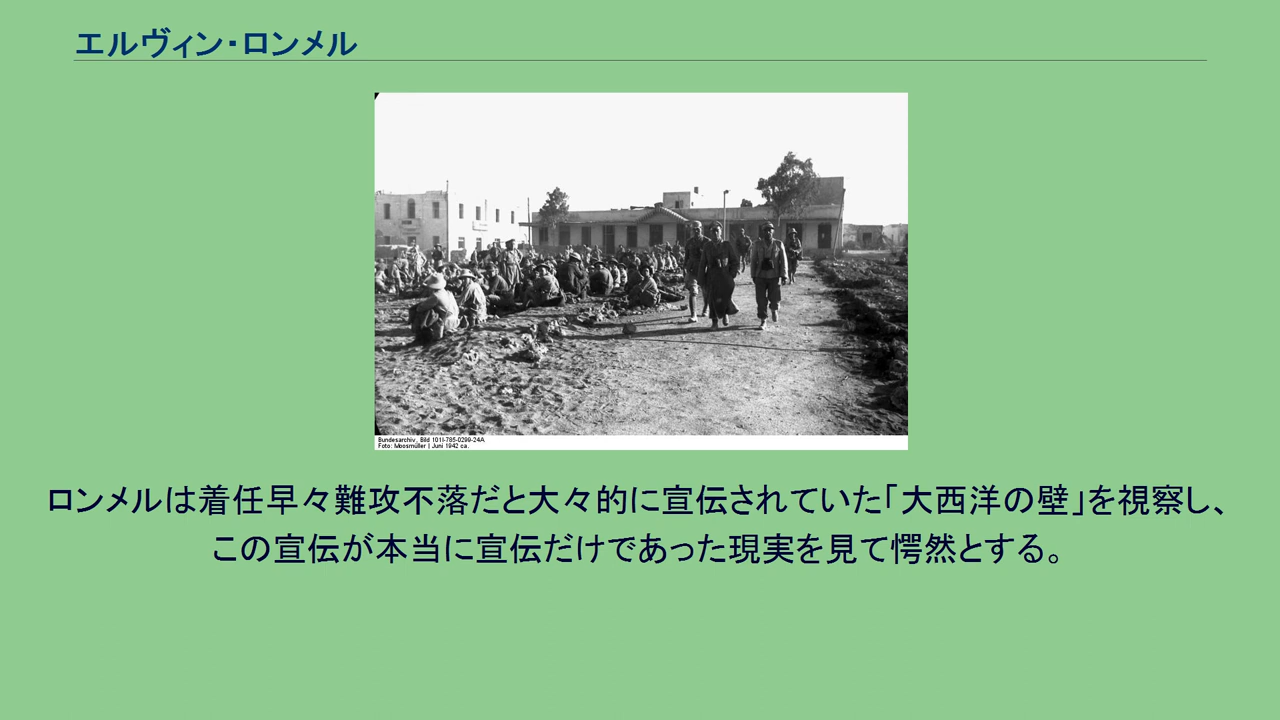 エルヴィン・ロンメル
Bundesarchiv, Bild 101I-785-0299-24A
Foto: Moosmüller | Juni 1942 ca.
ロンメルは着任早々難攻不落だと大々的に宣伝されていた「大西洋の壁」を視察し、
この宣伝が本当に宣伝だけであった現実を見て愕然とする。